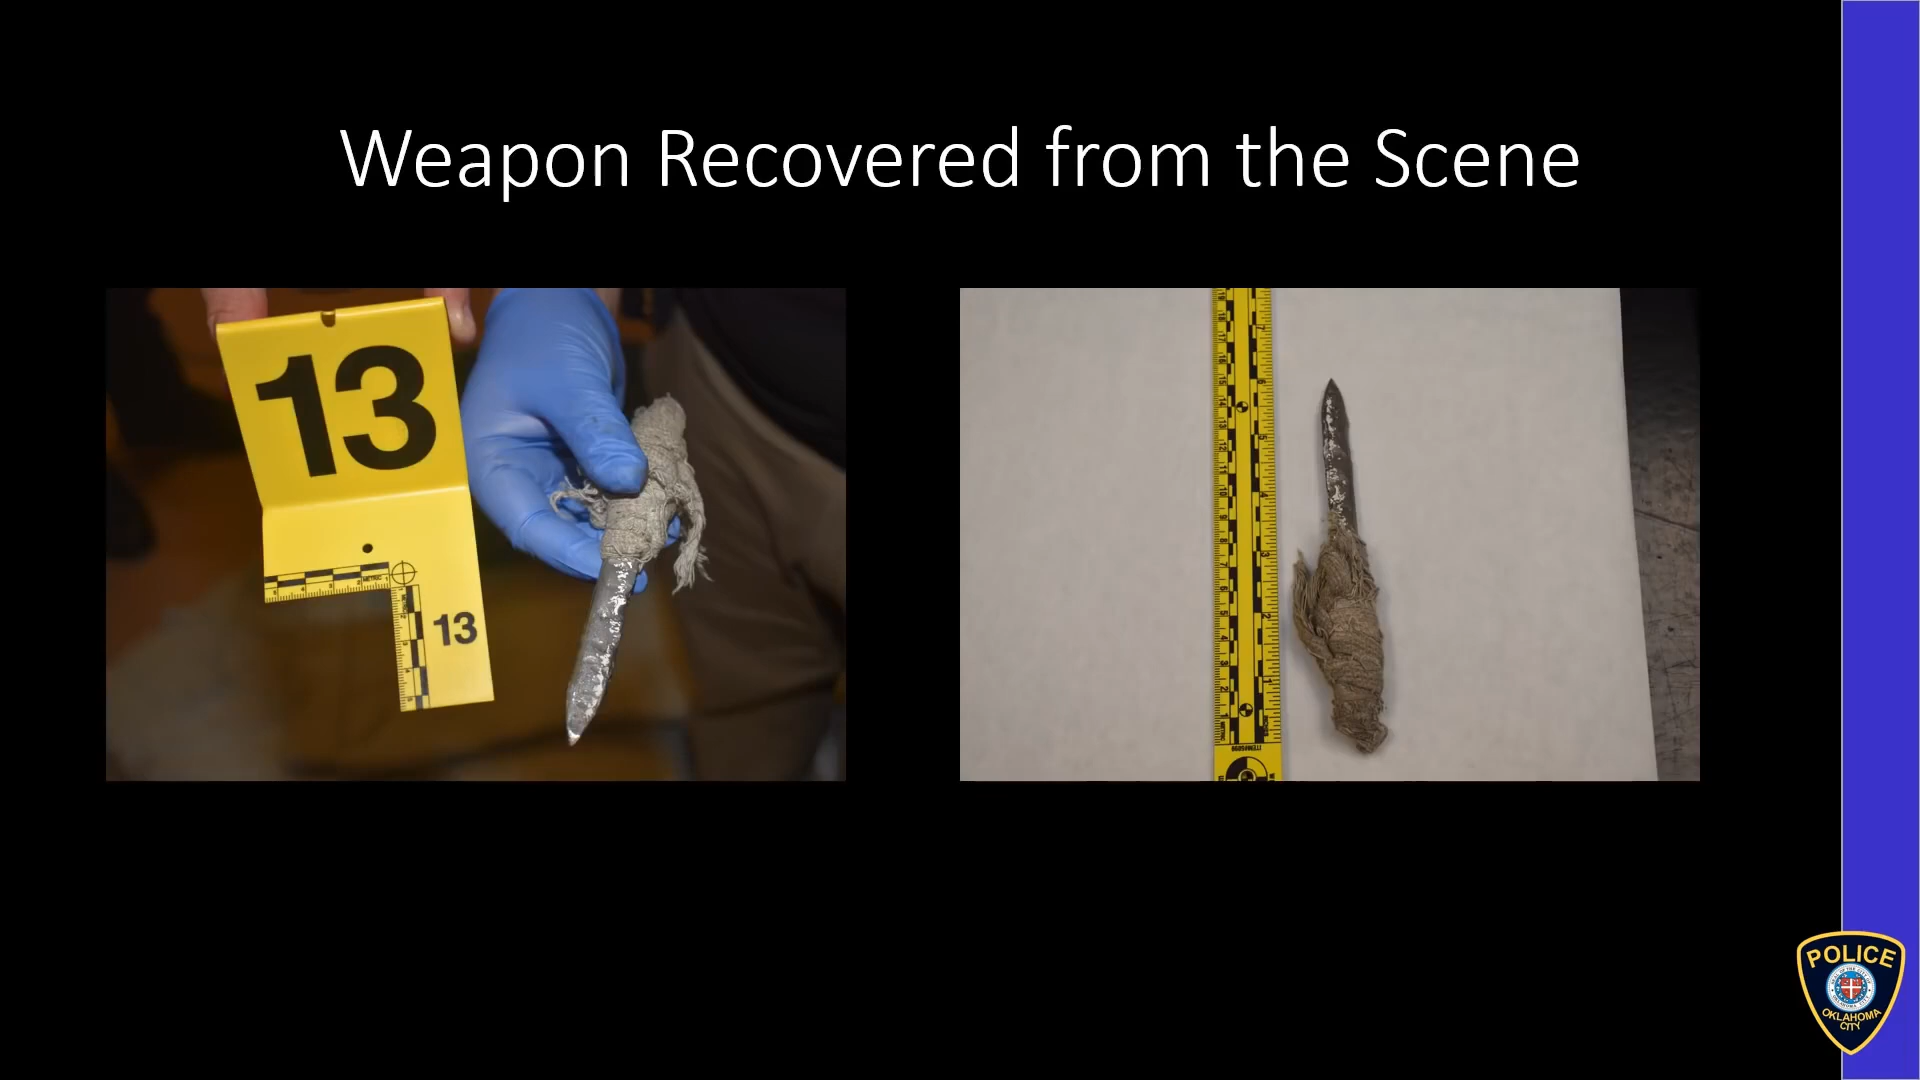 Weapon Recovered from the Scene
13
13
POLICE
OKLAHOMA
CITY